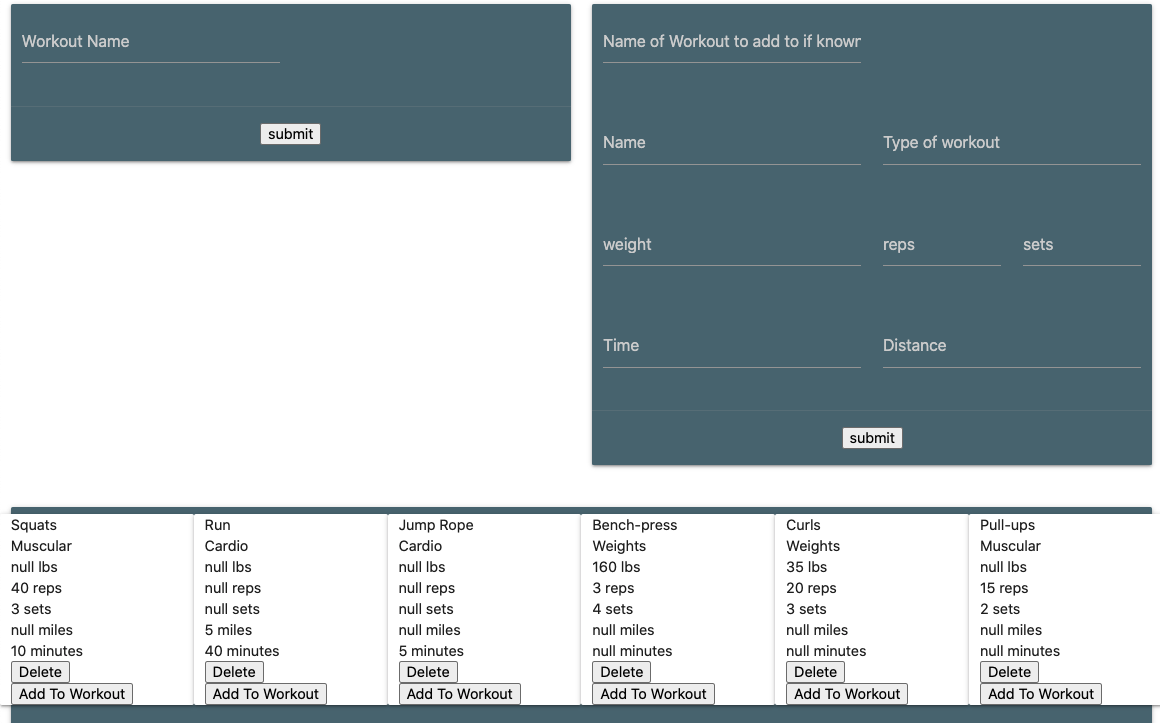 Workout Name
submit
Name of Workout to add to if known
Name
Type of workout
weight
reps
sets
Time
Distance
submit
Squats
Muscular
null lbs
40 reps
3 sets
null miles
10 minutes
Delete
Add To Workout
Run
Cardio
null lbs
null reps
null sets
5 miles
40 minutes
Delete
Add To Workout
Jump Rope
Cardio
null lbs
null reps
null sets
null miles
5 minutes
Delete
Add To Workout
Bench-press
Weights
160 lbs
3 reps
4 sets
null miles
null minutes
Delete
Add To Workout
Curls
Weights
35 lbs
20 reps
3 sets
null miles
null minutes
Delete
Add To Workout
Pull-ups
Muscular
null lbs
15 reps
2 sets
null miles
null minutes
Delete
Add To Workout